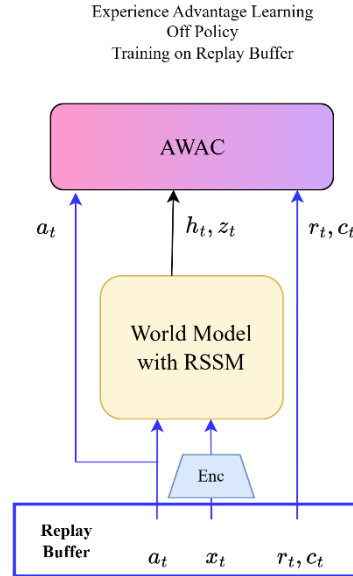 Experience Advantage Learning
Off Policy
Training on Replay Buffer
AWAC
a_t
h_t, z_t
r_t, c_t
World Model
with RSSM
Enc
Replay
Buffer
a_t
x_t
r_t, c_t